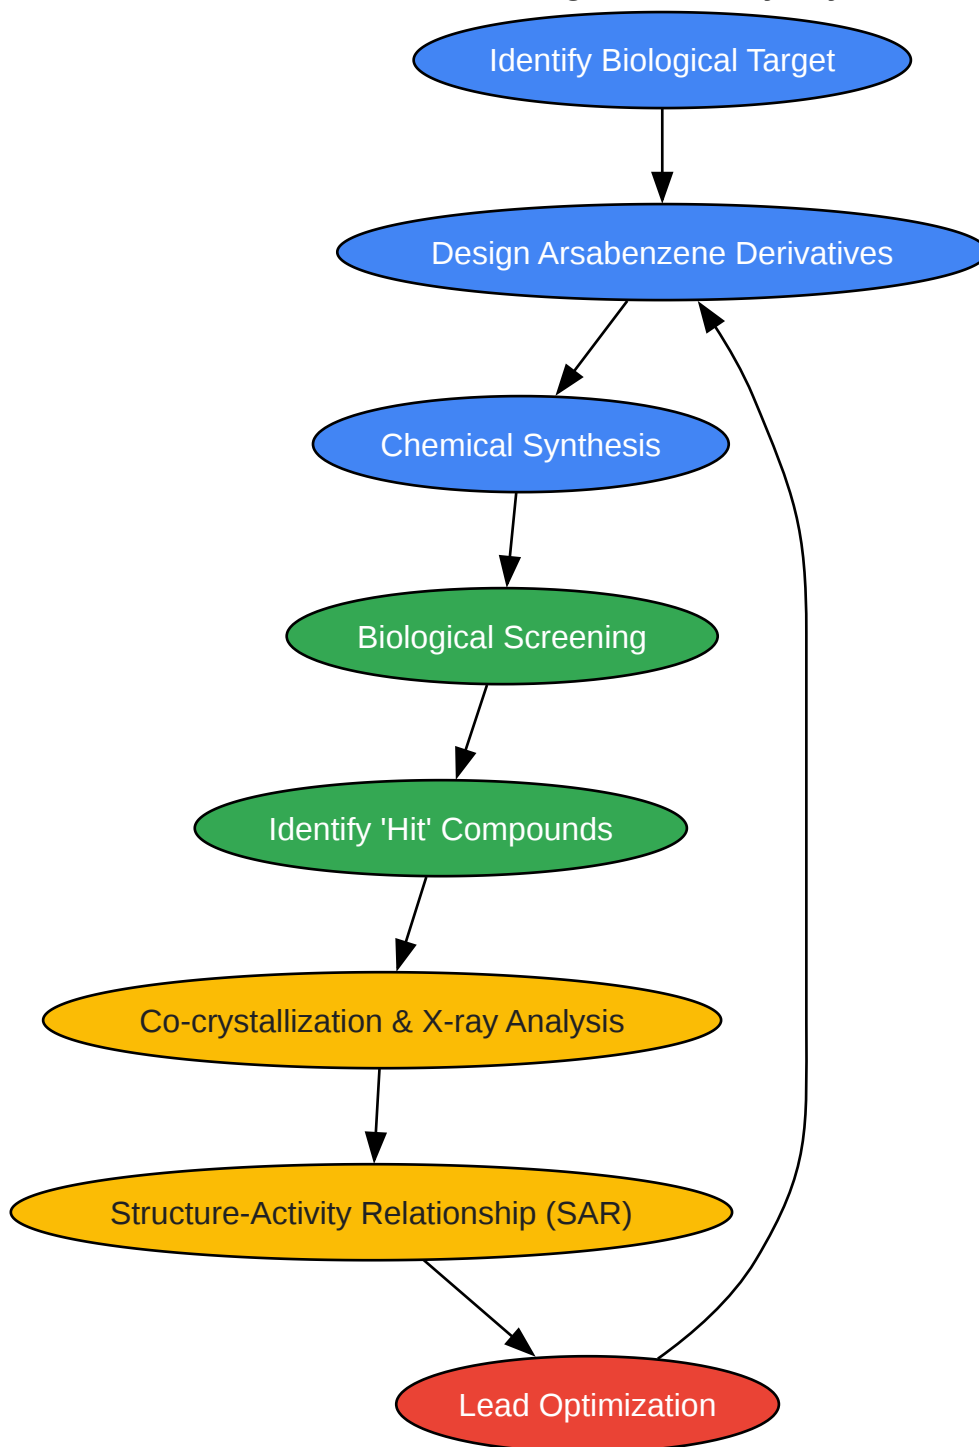 Identify Biological Target
Design Arsabenzene Derivatives
Chemical Synthesis
Biological Screening
Identify 'Hit' Compounds
Co-crystallization & X-ray Analysis
Structure-Activity Relationship (SAR)
Lead Optimization